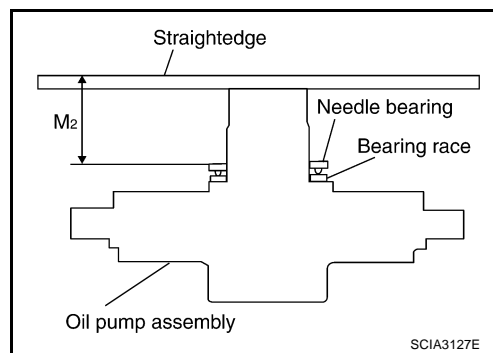 Straightedge
M2
Needle bearing
Bearing race
Oil pump assembly
SCIA3127E